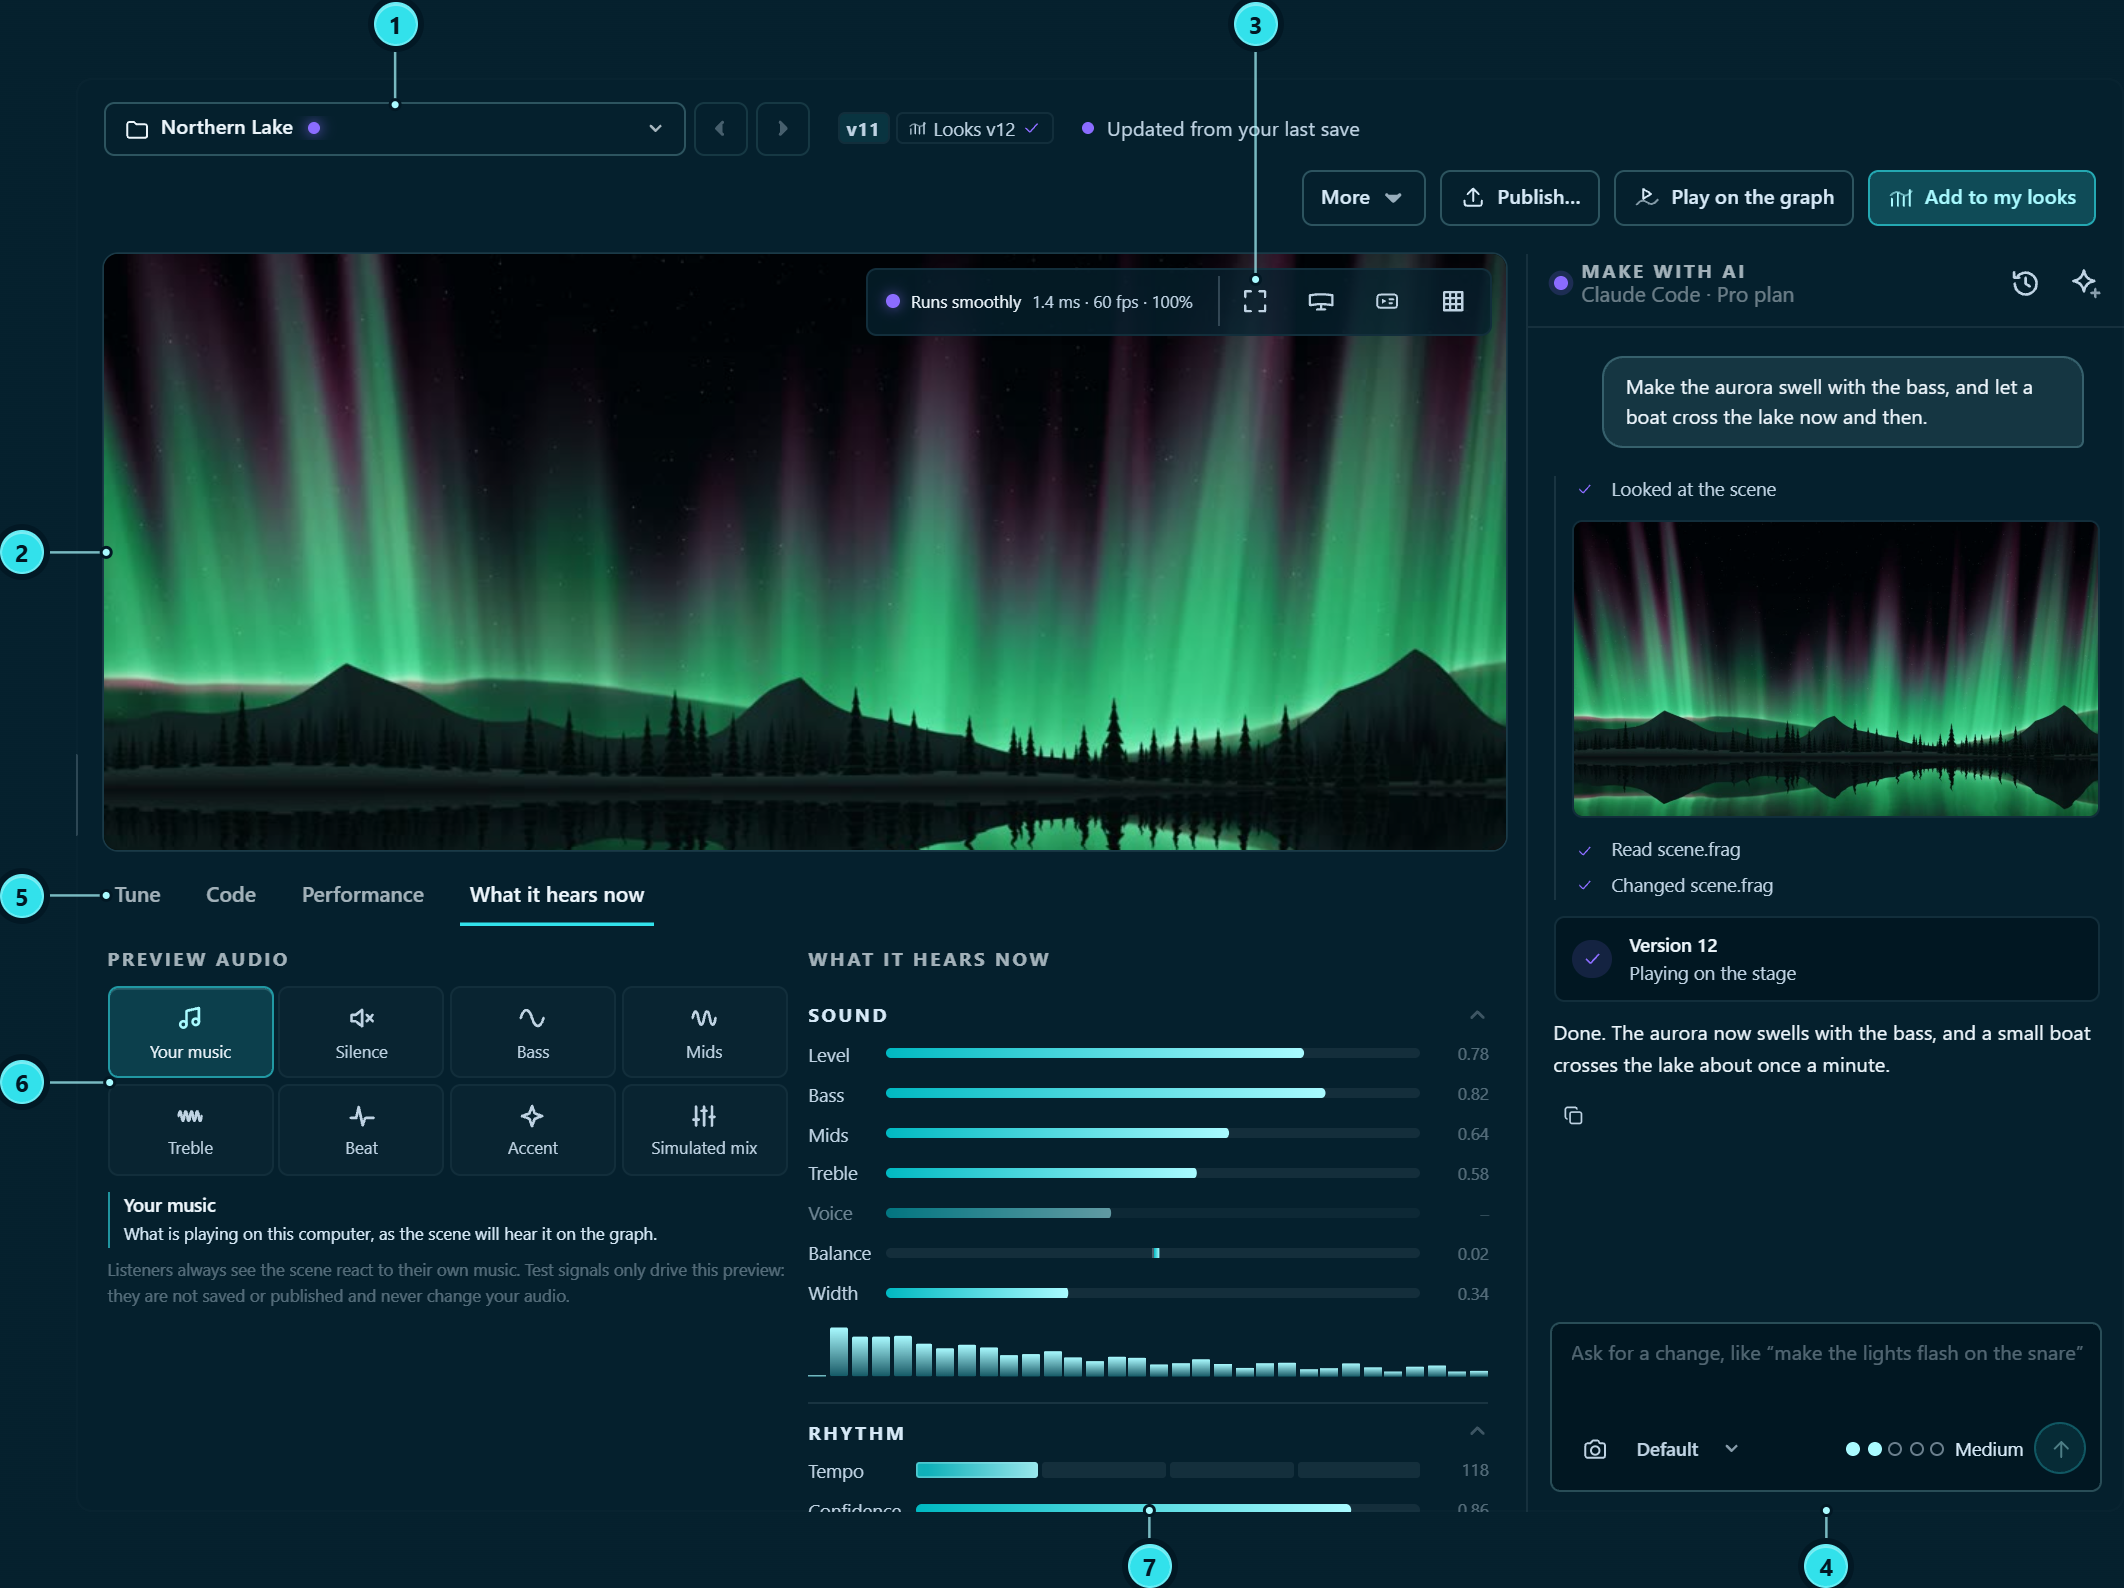 1
3
Northern Lake
v11
Looks v12
Updated from your last save
More
Publish...
Play on the graph
Add to my looks
Runs smoothly 1.4 ms · 60 fps · 100%
MAKE WITH AI
Claude Code · Pro plan
Make the aurora swell with the bass, and let a
boat cross the lake now and then.
Looked at the scene
2
Read scene.frag
Changed scene.frag
Version 12
Playing on the stage
Done. The aurora now swells with the bass, and a small boat
crosses the lake about once a minute.
Ask for a change, like “make the lights flash on the snare”
Default
Medium
4
5
Tune
Code
Performance
What it hears now
PREVIEW AUDIO
6
Your music
Silence
Bass
Mids
Treble
Beat
Accent
Simulated mix
Your music
What is playing on this computer, as the scene will hear it on the graph.
Listeners always see the scene react to their own music. Test signals only drive this preview:
they are not saved or published and never change your audio.
WHAT IT HEARS NOW
SOUND
Level 0.78
Bass 0.82
Mids 0.64
Treble 0.58
Voice –
Balance 0.02
Width 0.34
RHYTHM
Tempo 118
Confidence 0.86
7